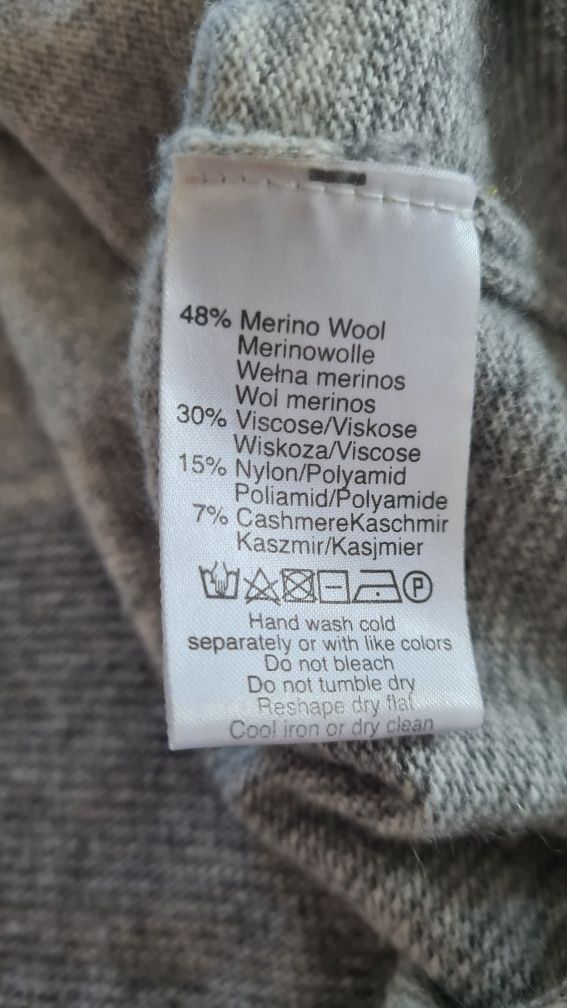 48% Merino Wool
Merinowolle
Wełna merinos
Wol merinos
30% Viscose/Viskose
Wiskoza/Viscose
15% Nylon/Polyamid
Poliamid/Polyamide
7% CashmereKaschmir
Kaszmir/Kasjmier
P
Hand wash cold
separately or with like colors
Do not bleach
Do not tumble dry
Reshape dry flat
Cool iron or dry clean